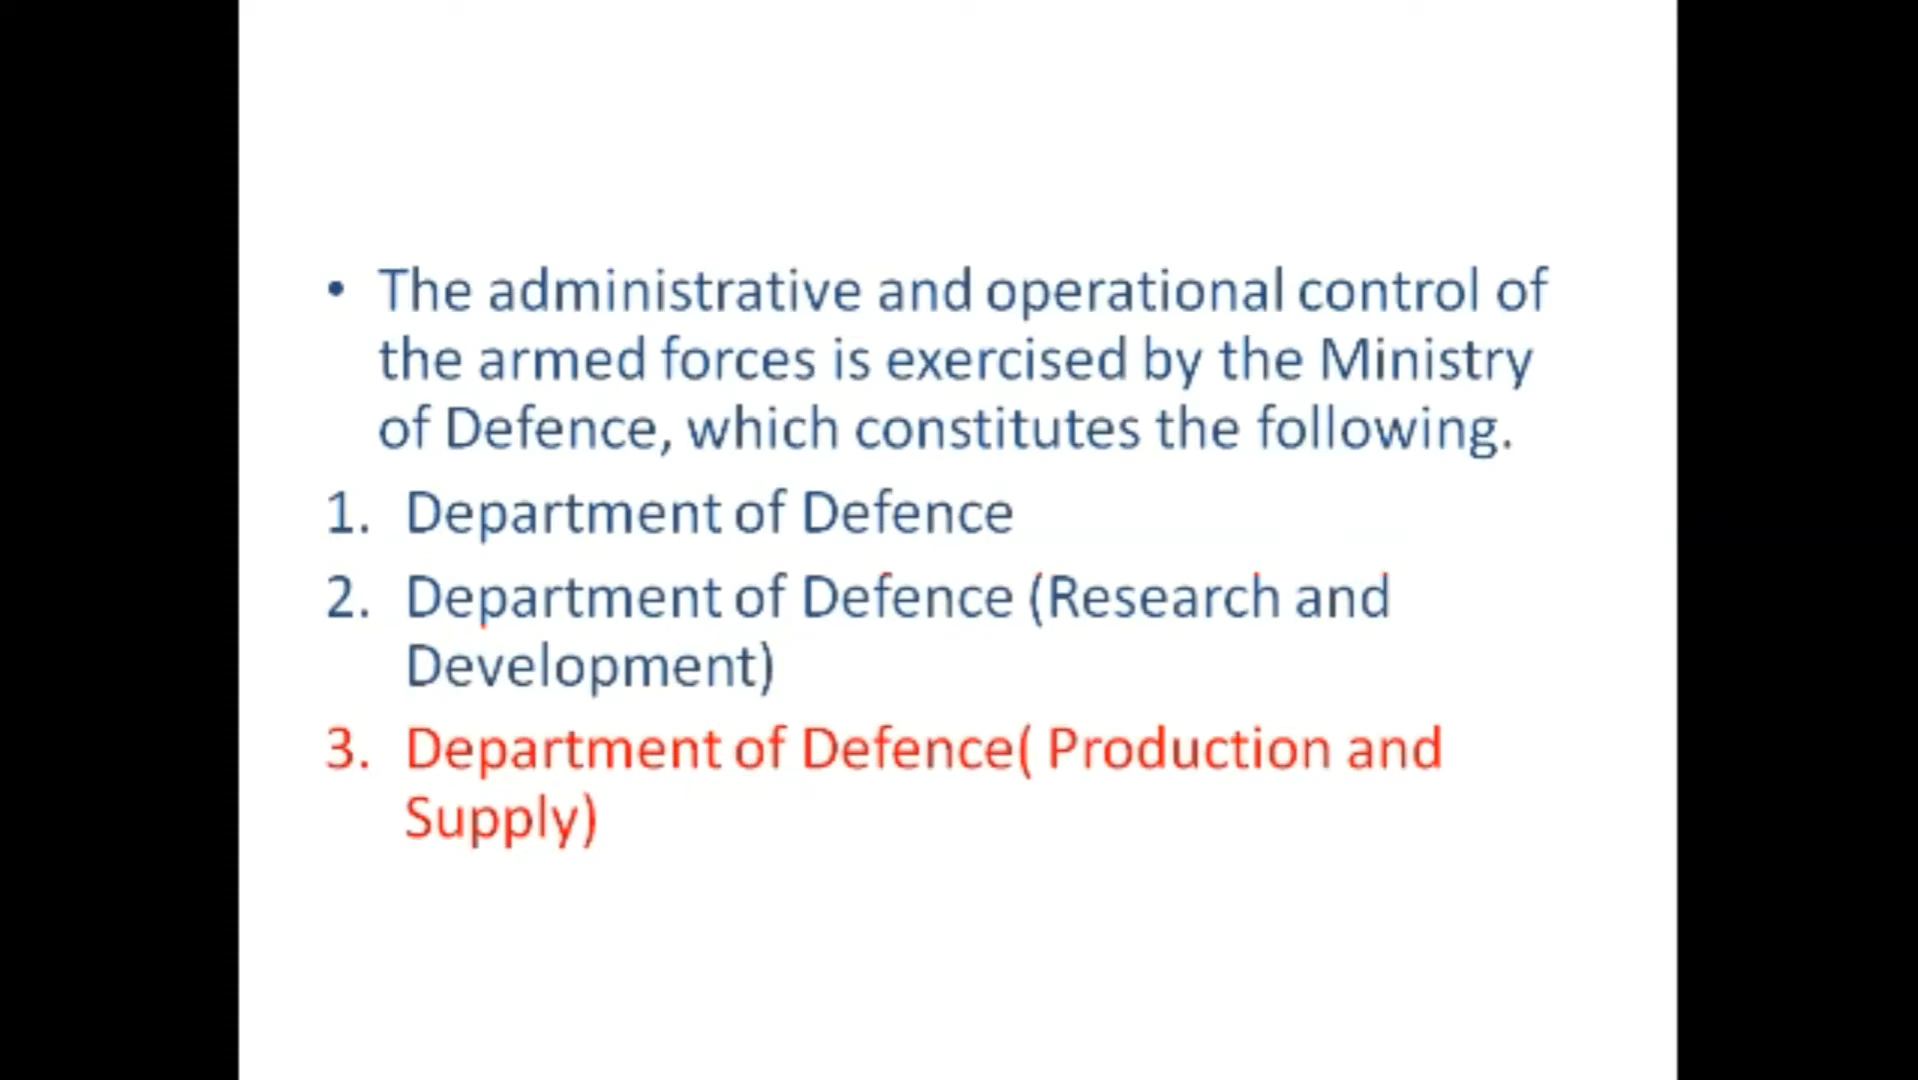 • The administrative and operational control of
the armed forces is exercised by the Ministry
of Defence, which constitutes the following.
1. Department of Defence
2. Department of Defence (Research and
Development)
3. Department of Defence( Production and
Supply)